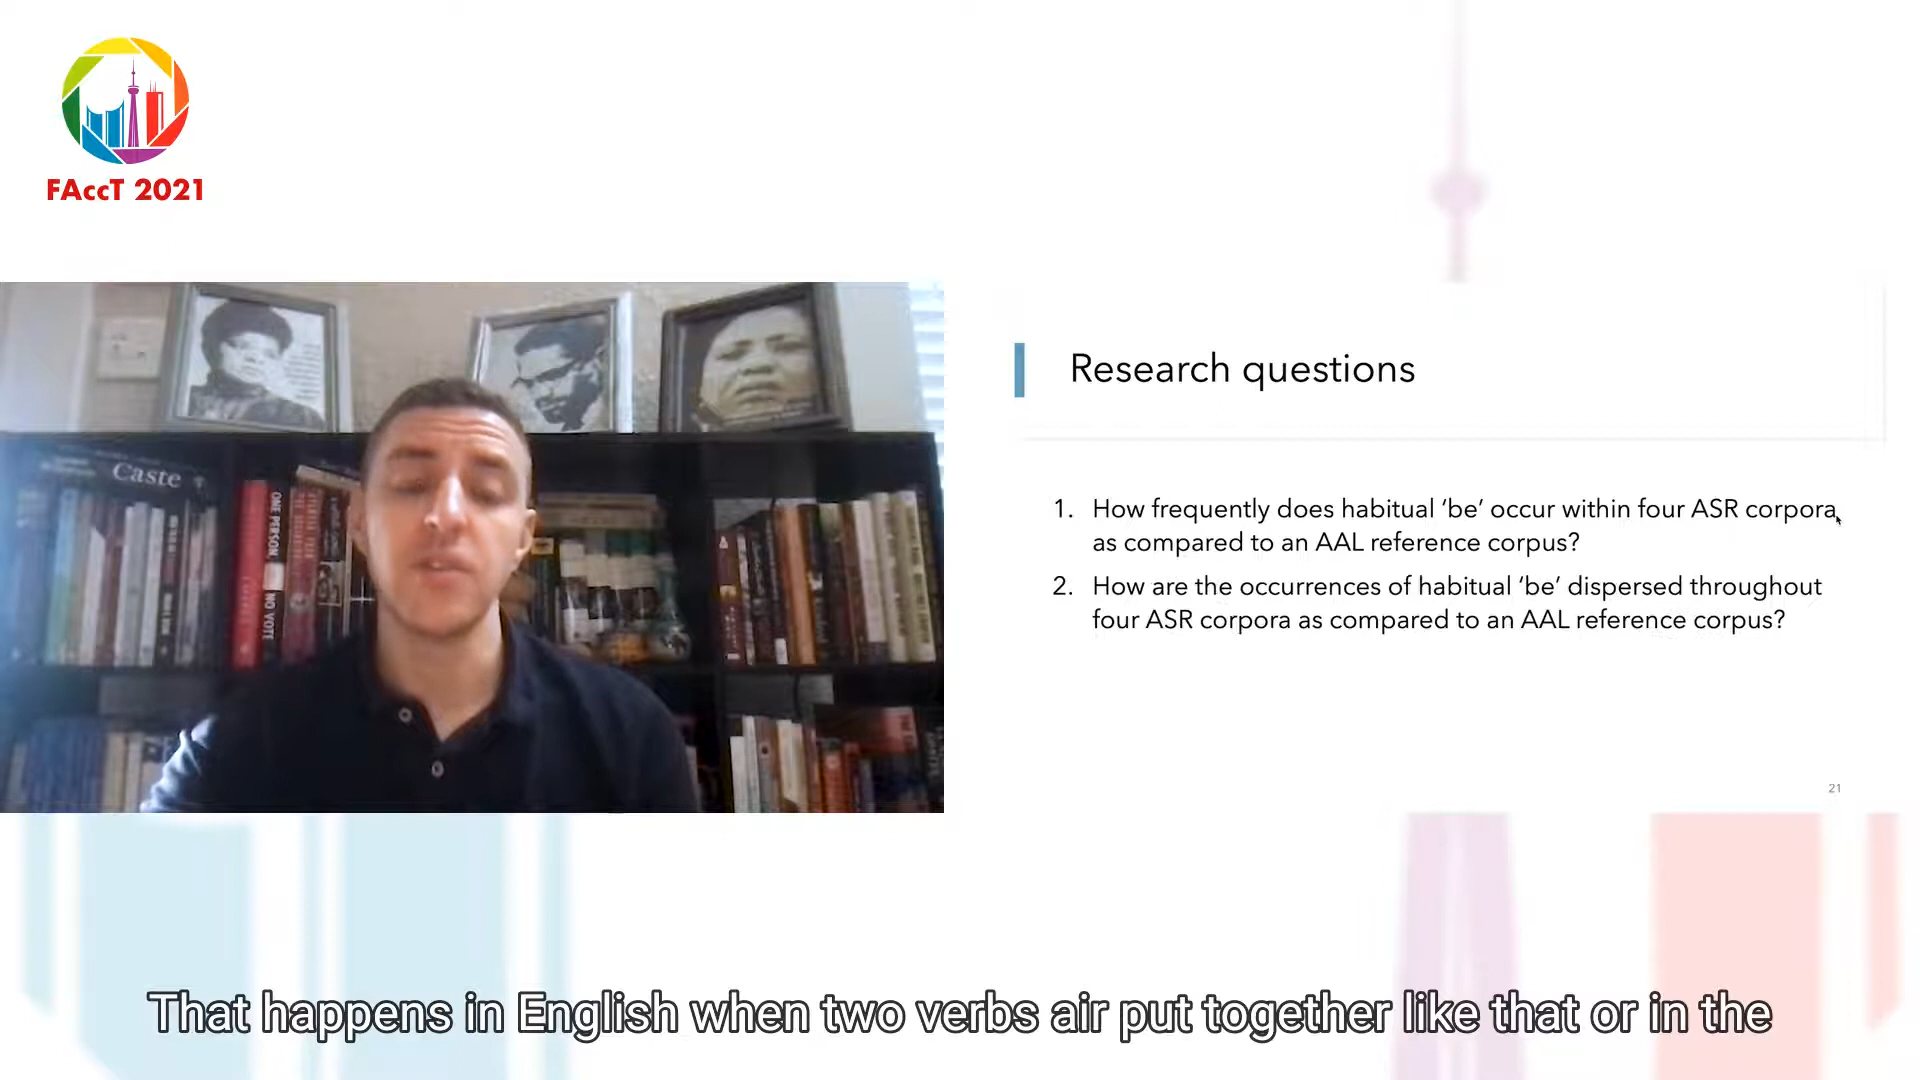 FAccT 2021
Caste
ONE PERSON
NO VOTE
Research questions
1. How frequently does habitual ‘be’ occur within four ASR corpora
as compared to an AAL reference corpus?
2. How are the occurrences of habitual ‘be’ dispersed throughout
four ASR corpora as compared to an AAL reference corpus?
21
That happens in English when two verbs air put together like that or in the